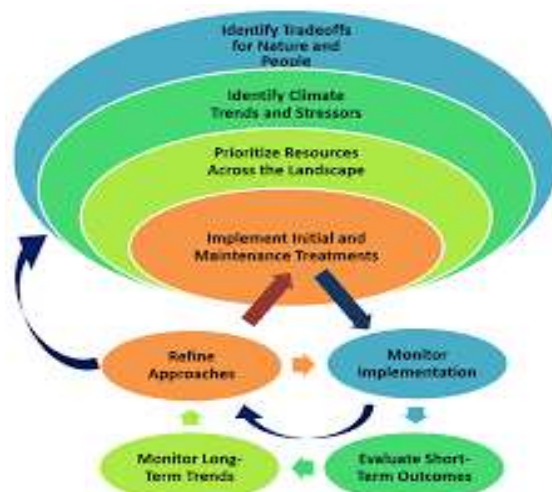 Identify Tradeoffs
for Nature and
People
Identify Climate
Trends and Stressors
Prioritize Resources
Across the Landscape
Implement Initial and
Maintenance Treatments
Refine
Approaches
Monitor
Implementation
Monitor Long-
Term Trends
Evaluate Short-
Term Outcomes